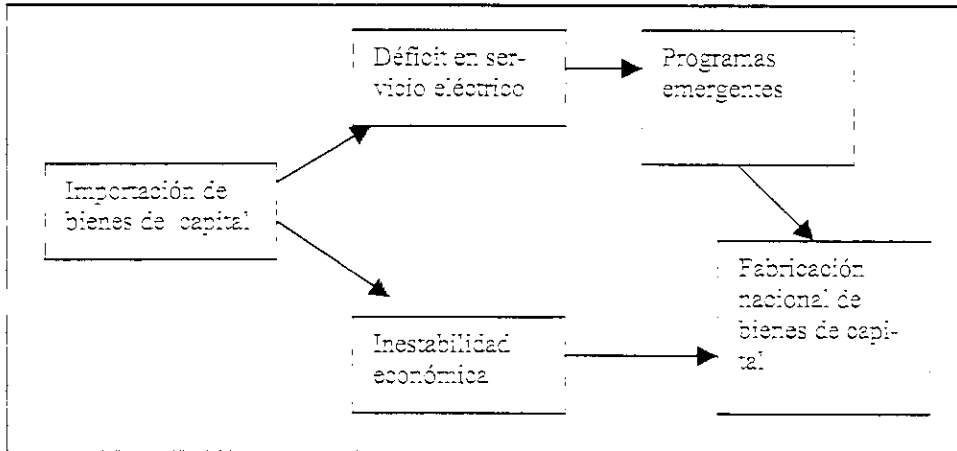 Déficit en ser-
vicio eléctrico
Programas
emergentes
Importación de
bienes de capital
Fabricación
nacional de
bienes de capi-
tal
Inestabilidad
económica